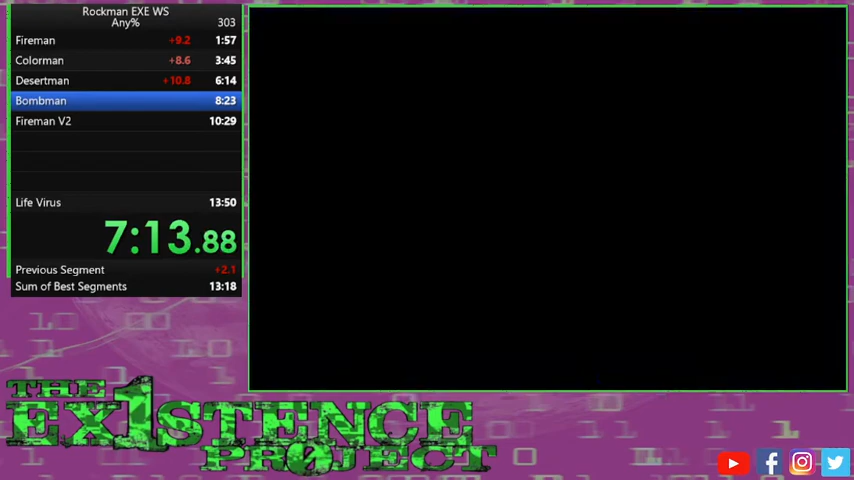 Rockman EXE WS
Any% 303
Fireman +9.2 1:57
Colorman +8.6 3:45
Desertman +10.8 6:14
Bombman 8:23
Fireman V2 10:29
Life Virus 13:50
7:13.88
Previous Segment +2.1
Sum of Best Segments 13:18
THE
EX1STENCE
PR0JECT